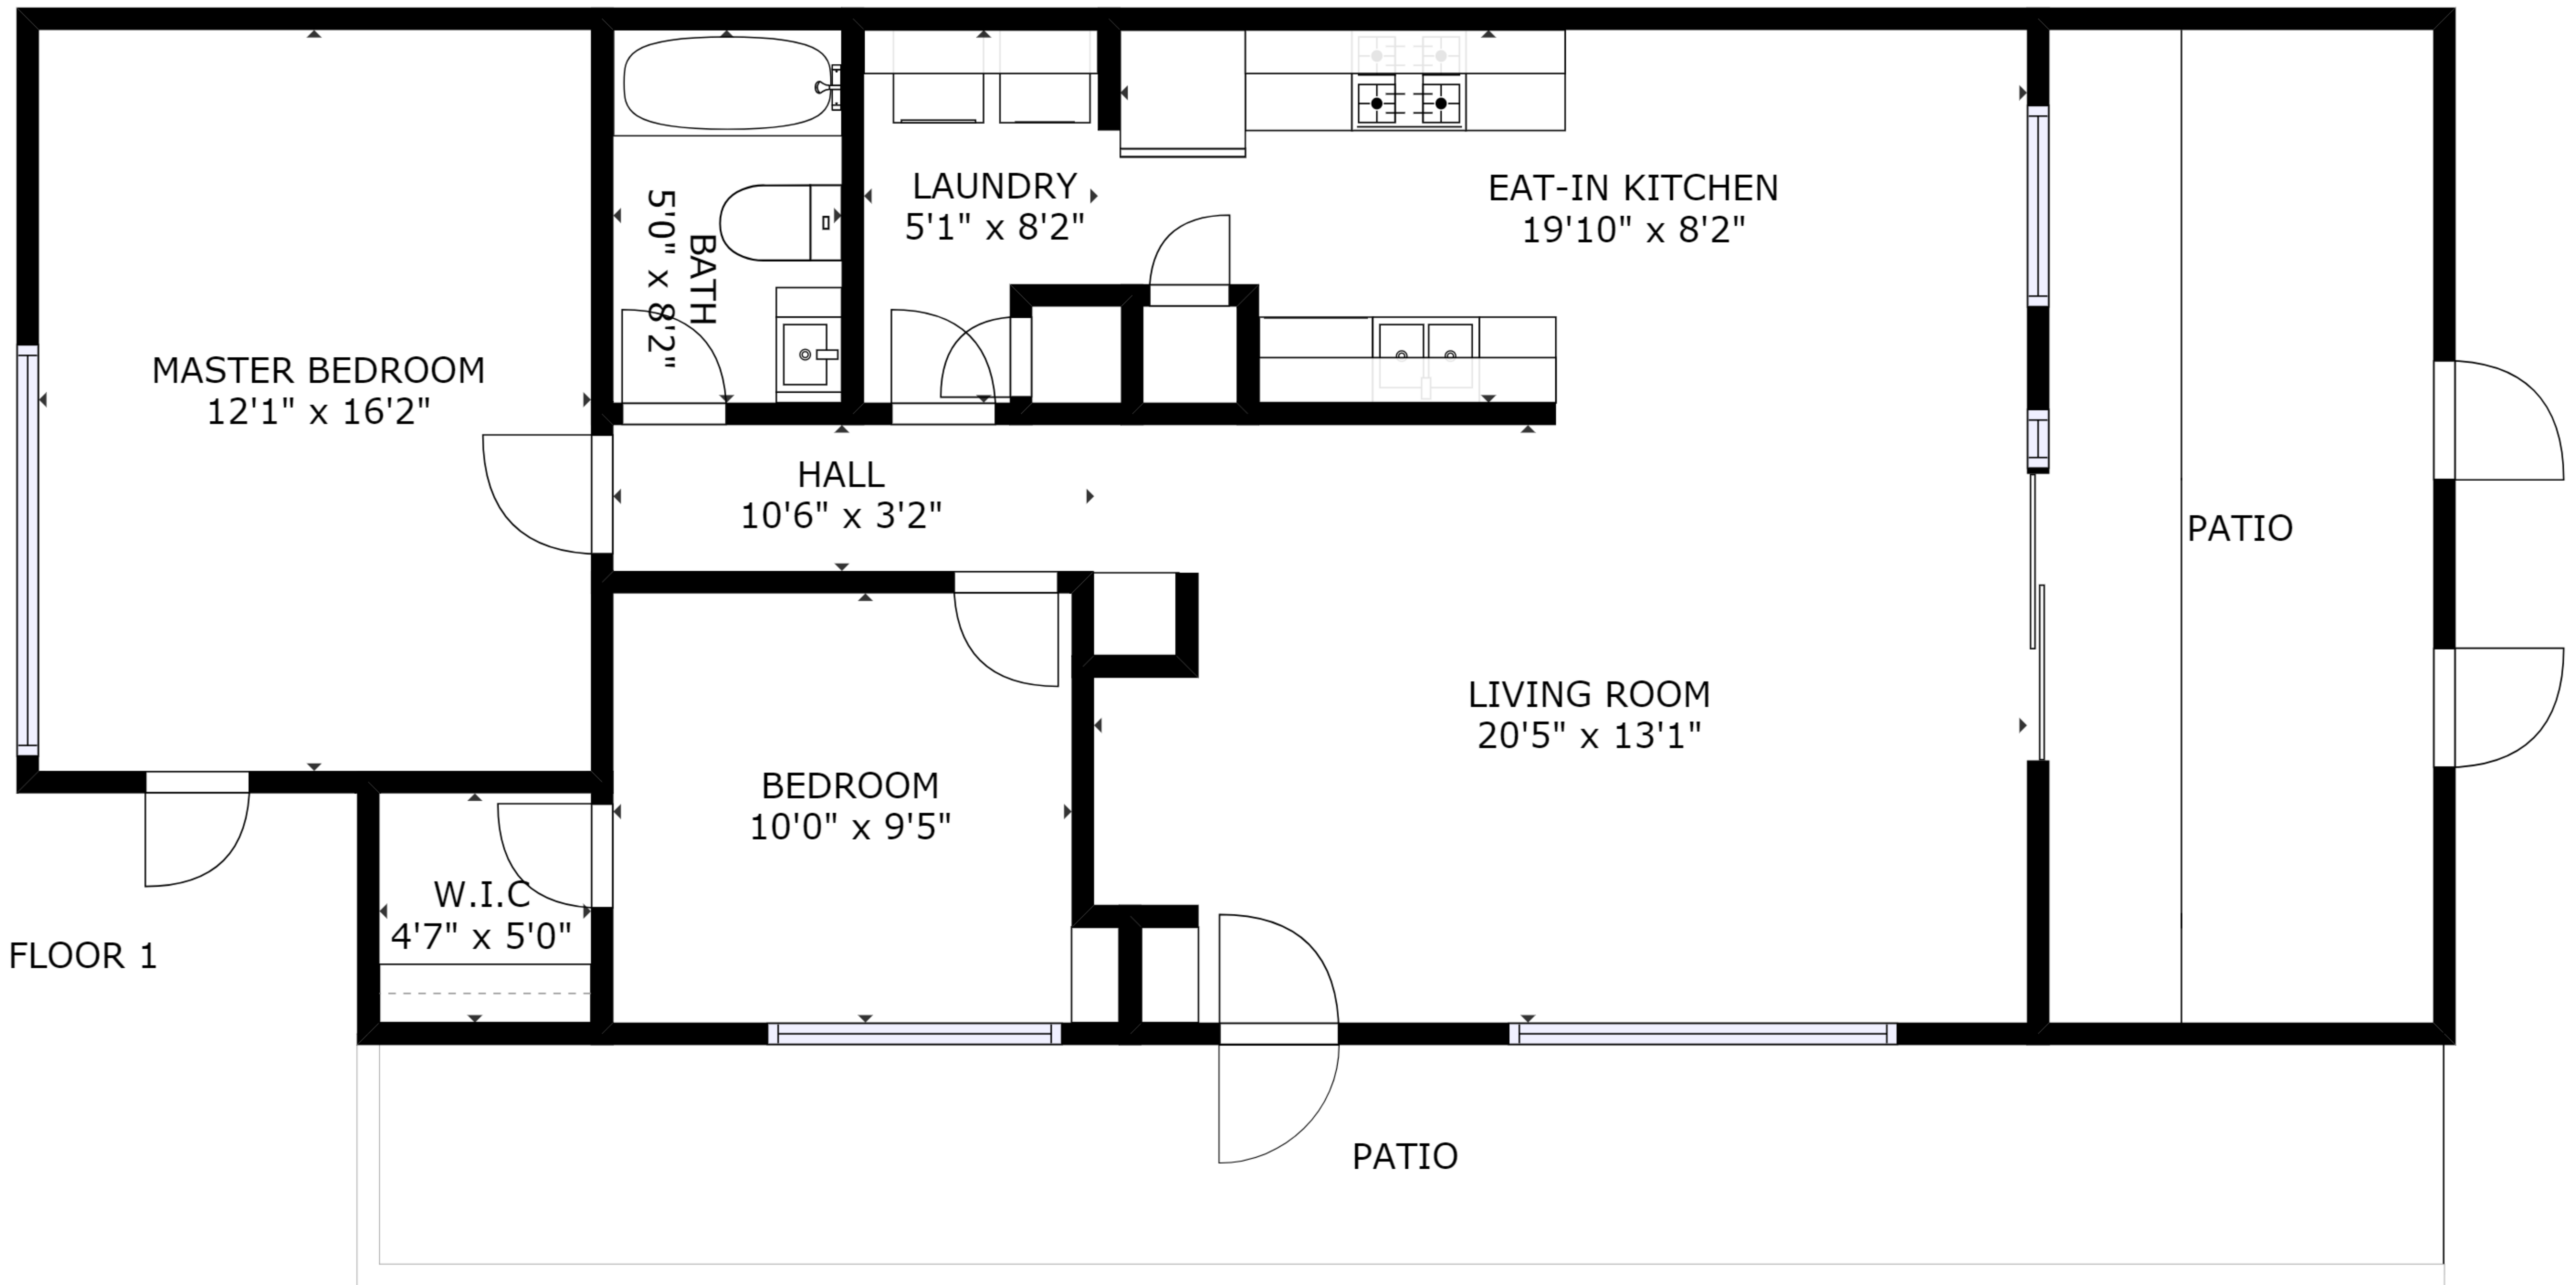 MASTER BEDROOM
12'1" x 16'2"
BATH
5'0" x 8'2"
LAUNDRY
5'1" x 8'2"
EAT-IN KITCHEN
19'10" x 8'2"
HALL
10'6" x 3'2"
PATIO
LIVING ROOM
20'5" x 13'1"
BEDROOM
10'0" x 9'5"
W.I.C
4'7" x 5'0"
FLOOR 1
PATIO